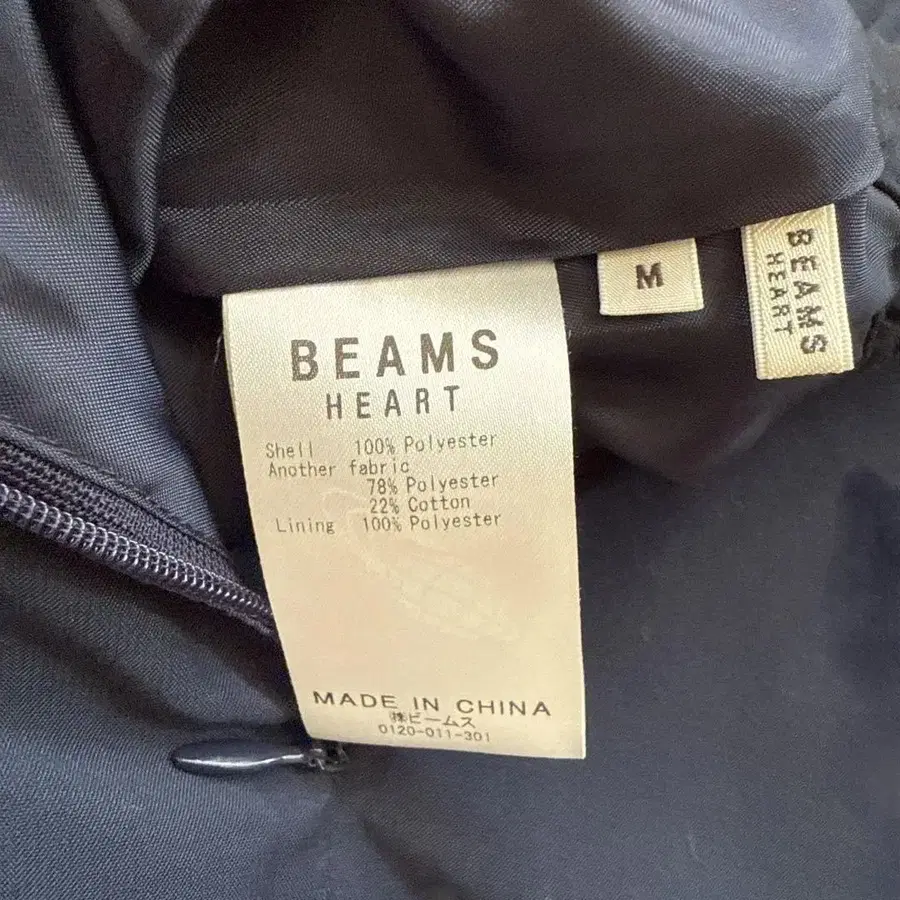 BEAMS
HEART
Shell 100% Polyester
Another fabric
78% Polyester
22% Cotton
Lining 100% Polyester
MADE IN CHINA
㈱ビームス
0120-011-301
M
BEAMS
HEART